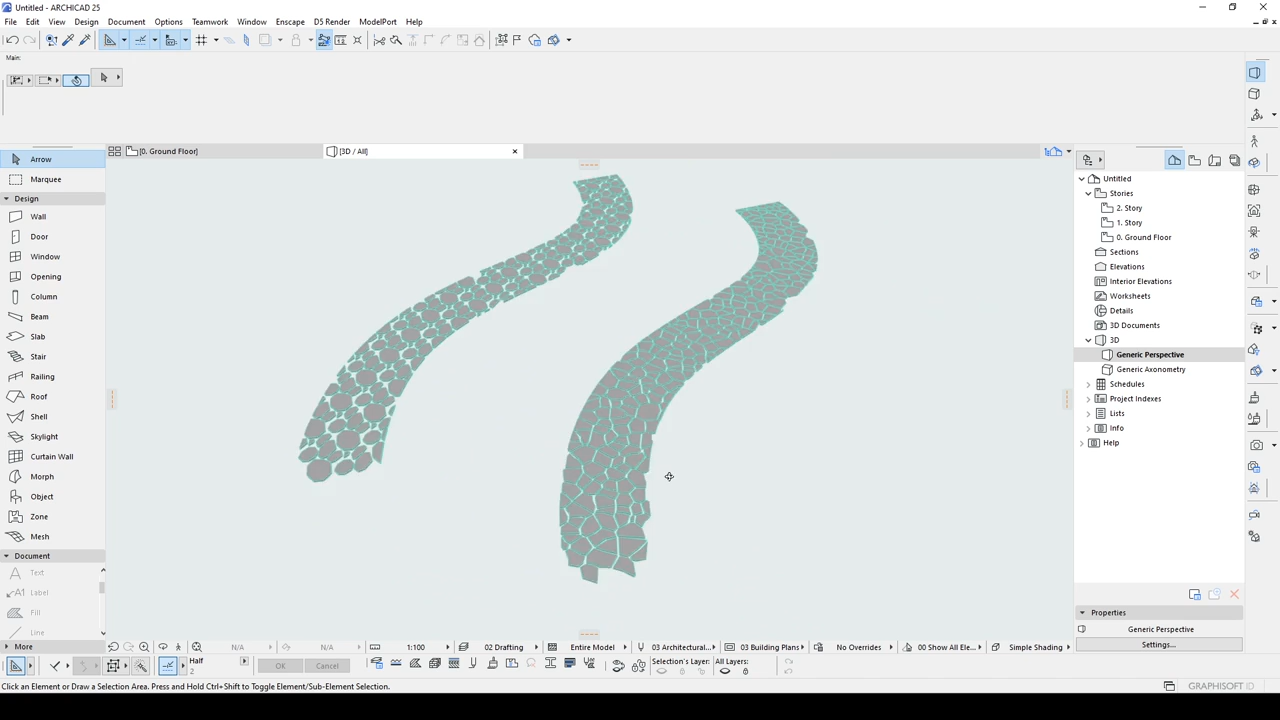 Untitled - ARCHICAD 25
File Edit View Design Document Options Teamwork Window Enscape D5 Render ModelPort Help
Main:
[0. Ground Floor] [3D / All]
Arrow
Marquee
Design
Wall
Door
Window
Opening
Column
Beam
Slab
Stair
Railing
Roof
Shell
Skylight
Curtain Wall
Morph
Object
Zone
Mesh
Document
Text
Label
Fill
Line
More
Untitled
Stories
2. Story
1. Story
0. Ground Floor
Sections
Elevations
Interior Elevations
Worksheets
Details
3D Documents
3D
Generic Perspective
Generic Axonometry
Schedules
Project Indexes
Lists
Info
Help
Properties
Generic Perspective
Settings...
N/A N/A 1:100 02 Drafting Entire Model 03 Architectural... 03 Building Plans No Overrides 00 Show All Ele... Simple Shading
Half
2
OK Cancel
Selection's Layer: All Layers:
Click an Element or Draw a Selection Area. Press and Hold Ctrl+Shift to Toggle Element/Sub-Element Selection.
GRAPHISOFT ID